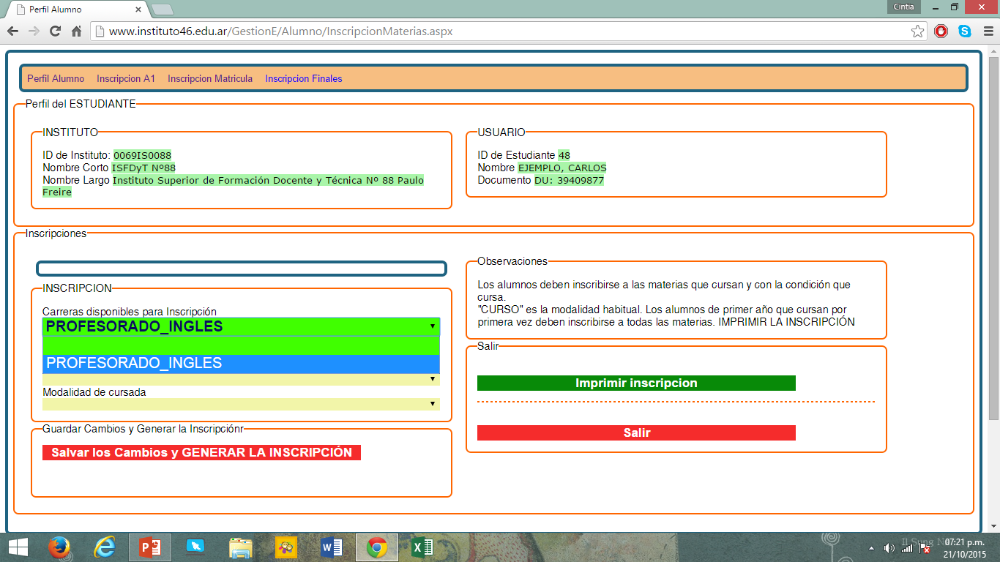 Perfil Alumno
Cintia
www.instituto46.edu.ar/GestionE/Alumno/InscripcionMaterias.aspx
Perfil Alumno Inscripcion A1 Inscripcion Matricula Inscripcion Finales
Perfil del ESTUDIANTE
INSTITUTO
ID de Instituto: 0069IS0088
Nombre Corto ISFDyT Nº88
Nombre Largo Instituto Superior de Formación Docente y Técnica Nº 88 Paulo
Freire
USUARIO
ID de Estudiante 48
Nombre EJEMPLO, CARLOS
Documento DU: 39409877
Inscripciones
INSCRIPCION
Carreras disponibles para Inscripción
PROFESORADO_INGLES
PROFESORADO_INGLES
Modalidad de cursada
Guardar Cambios y Generar la Inscripciónr
Salvar los Cambios y GENERAR LA INSCRIPCIÓN
Observaciones
Los alumnos deben inscribirse a las materias que cursan y con la condición que
cursa.
"CURSO" es la modalidad habitual. Los alumnos de primer año que cursan por
primera vez deben inscribirse a todas las materias. IMPRIMIR LA INSCRIPCIÓN
Salir
Imprimir inscripcion
Salir
Il Sung
07:21 p.m.
21/10/2015